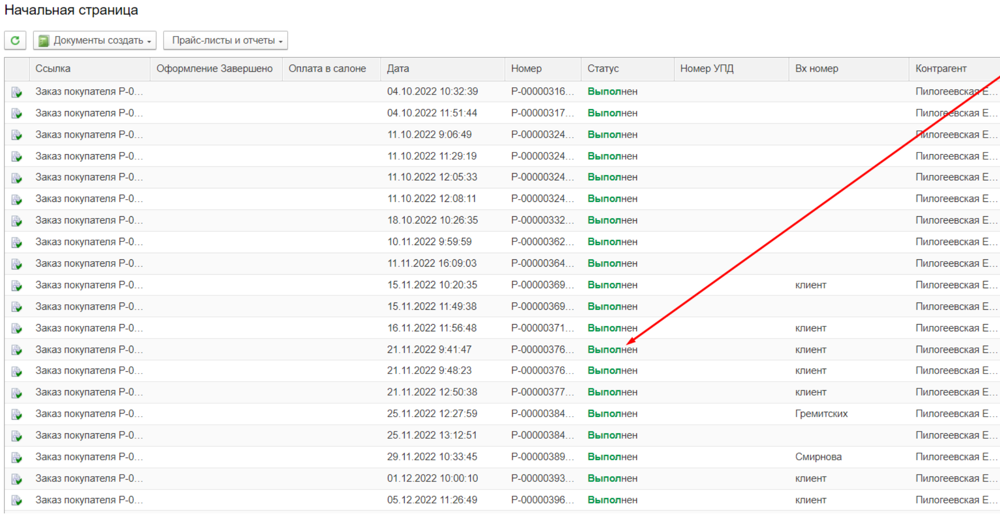 Начальная страница
Документы создать Прайс-листы и отчеты
Ссылка Оформление Завершено Оплата в салоне Дата Номер Статус Номер УПД Вх номер Контрагент
Заказ покупателя Р-0... 04.10.2022 10:32:39 Р-00000316... Выполнен Пилогеевская Е...
Заказ покупателя Р-0... 04.10.2022 11:51:44 Р-00000317... Выполнен Пилогеевская Е...
Заказ покупателя Р-0... 11.10.2022 9:06:49 Р-00000324... Выполнен Пилогеевская Е...
Заказ покупателя Р-0... 11.10.2022 11:29:19 Р-00000324... Выполнен Пилогеевская Е...
Заказ покупателя Р-0... 11.10.2022 12:05:33 Р-00000324... Выполнен Пилогеевская Е...
Заказ покупателя Р-0... 11.10.2022 12:08:11 Р-00000324... Выполнен Пилогеевская Е...
Заказ покупателя Р-0... 18.10.2022 10:26:35 Р-00000332... Выполнен Пилогеевская Е...
Заказ покупателя Р-0... 10.11.2022 9:59:59 Р-00000362... Выполнен Пилогеевская Е...
Заказ покупателя Р-0... 11.11.2022 16:09:03 Р-00000364... Выполнен Пилогеевская Е...
Заказ покупателя Р-0... 15.11.2022 10:20:35 Р-00000369... Выполнен клиент Пилогеевская Е...
Заказ покупателя Р-0... 15.11.2022 11:49:38 Р-00000369... Выполнен Пилогеевская Е...
Заказ покупателя Р-0... 16.11.2022 11:56:48 Р-00000371... Выполнен клиент Пилогеевская Е...
Заказ покупателя Р-0... 21.11.2022 9:41:47 Р-00000376... Выполнен клиент Пилогеевская Е...
Заказ покупателя Р-0... 21.11.2022 9:48:23 Р-00000376... Выполнен клиент Пилогеевская Е...
Заказ покупателя Р-0... 21.11.2022 12:50:38 Р-00000377... Выполнен клиент Пилогеевская Е...
Заказ покупателя Р-0... 25.11.2022 12:27:59 Р-00000384... Выполнен Гремитских Пилогеевская Е...
Заказ покупателя Р-0... 25.11.2022 13:12:51 Р-00000384... Выполнен Пилогеевская Е...
Заказ покупателя Р-0... 29.11.2022 10:33:45 Р-00000389... Выполнен Смирнова Пилогеевская Е...
Заказ покупателя Р-0... 01.12.2022 10:00:10 Р-00000393... Выполнен клиент Пилогеевская Е...
Заказ покупателя Р-0... 05.12.2022 11:26:49 Р-00000396... Выполнен клиент Пилогеевская Е...